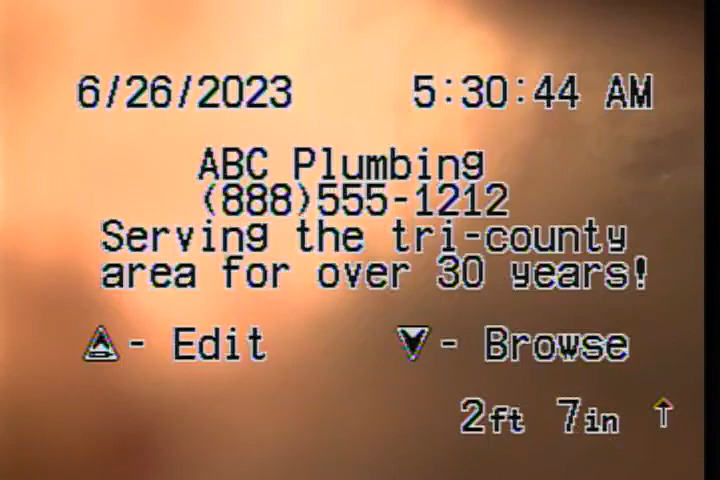 6/26/2023 5:30:44 AM
ABC Plumbing
(888)555-1212
Serving the tri-county
area for over 30 years!
- Edit - Browse
2ft 7in ↑